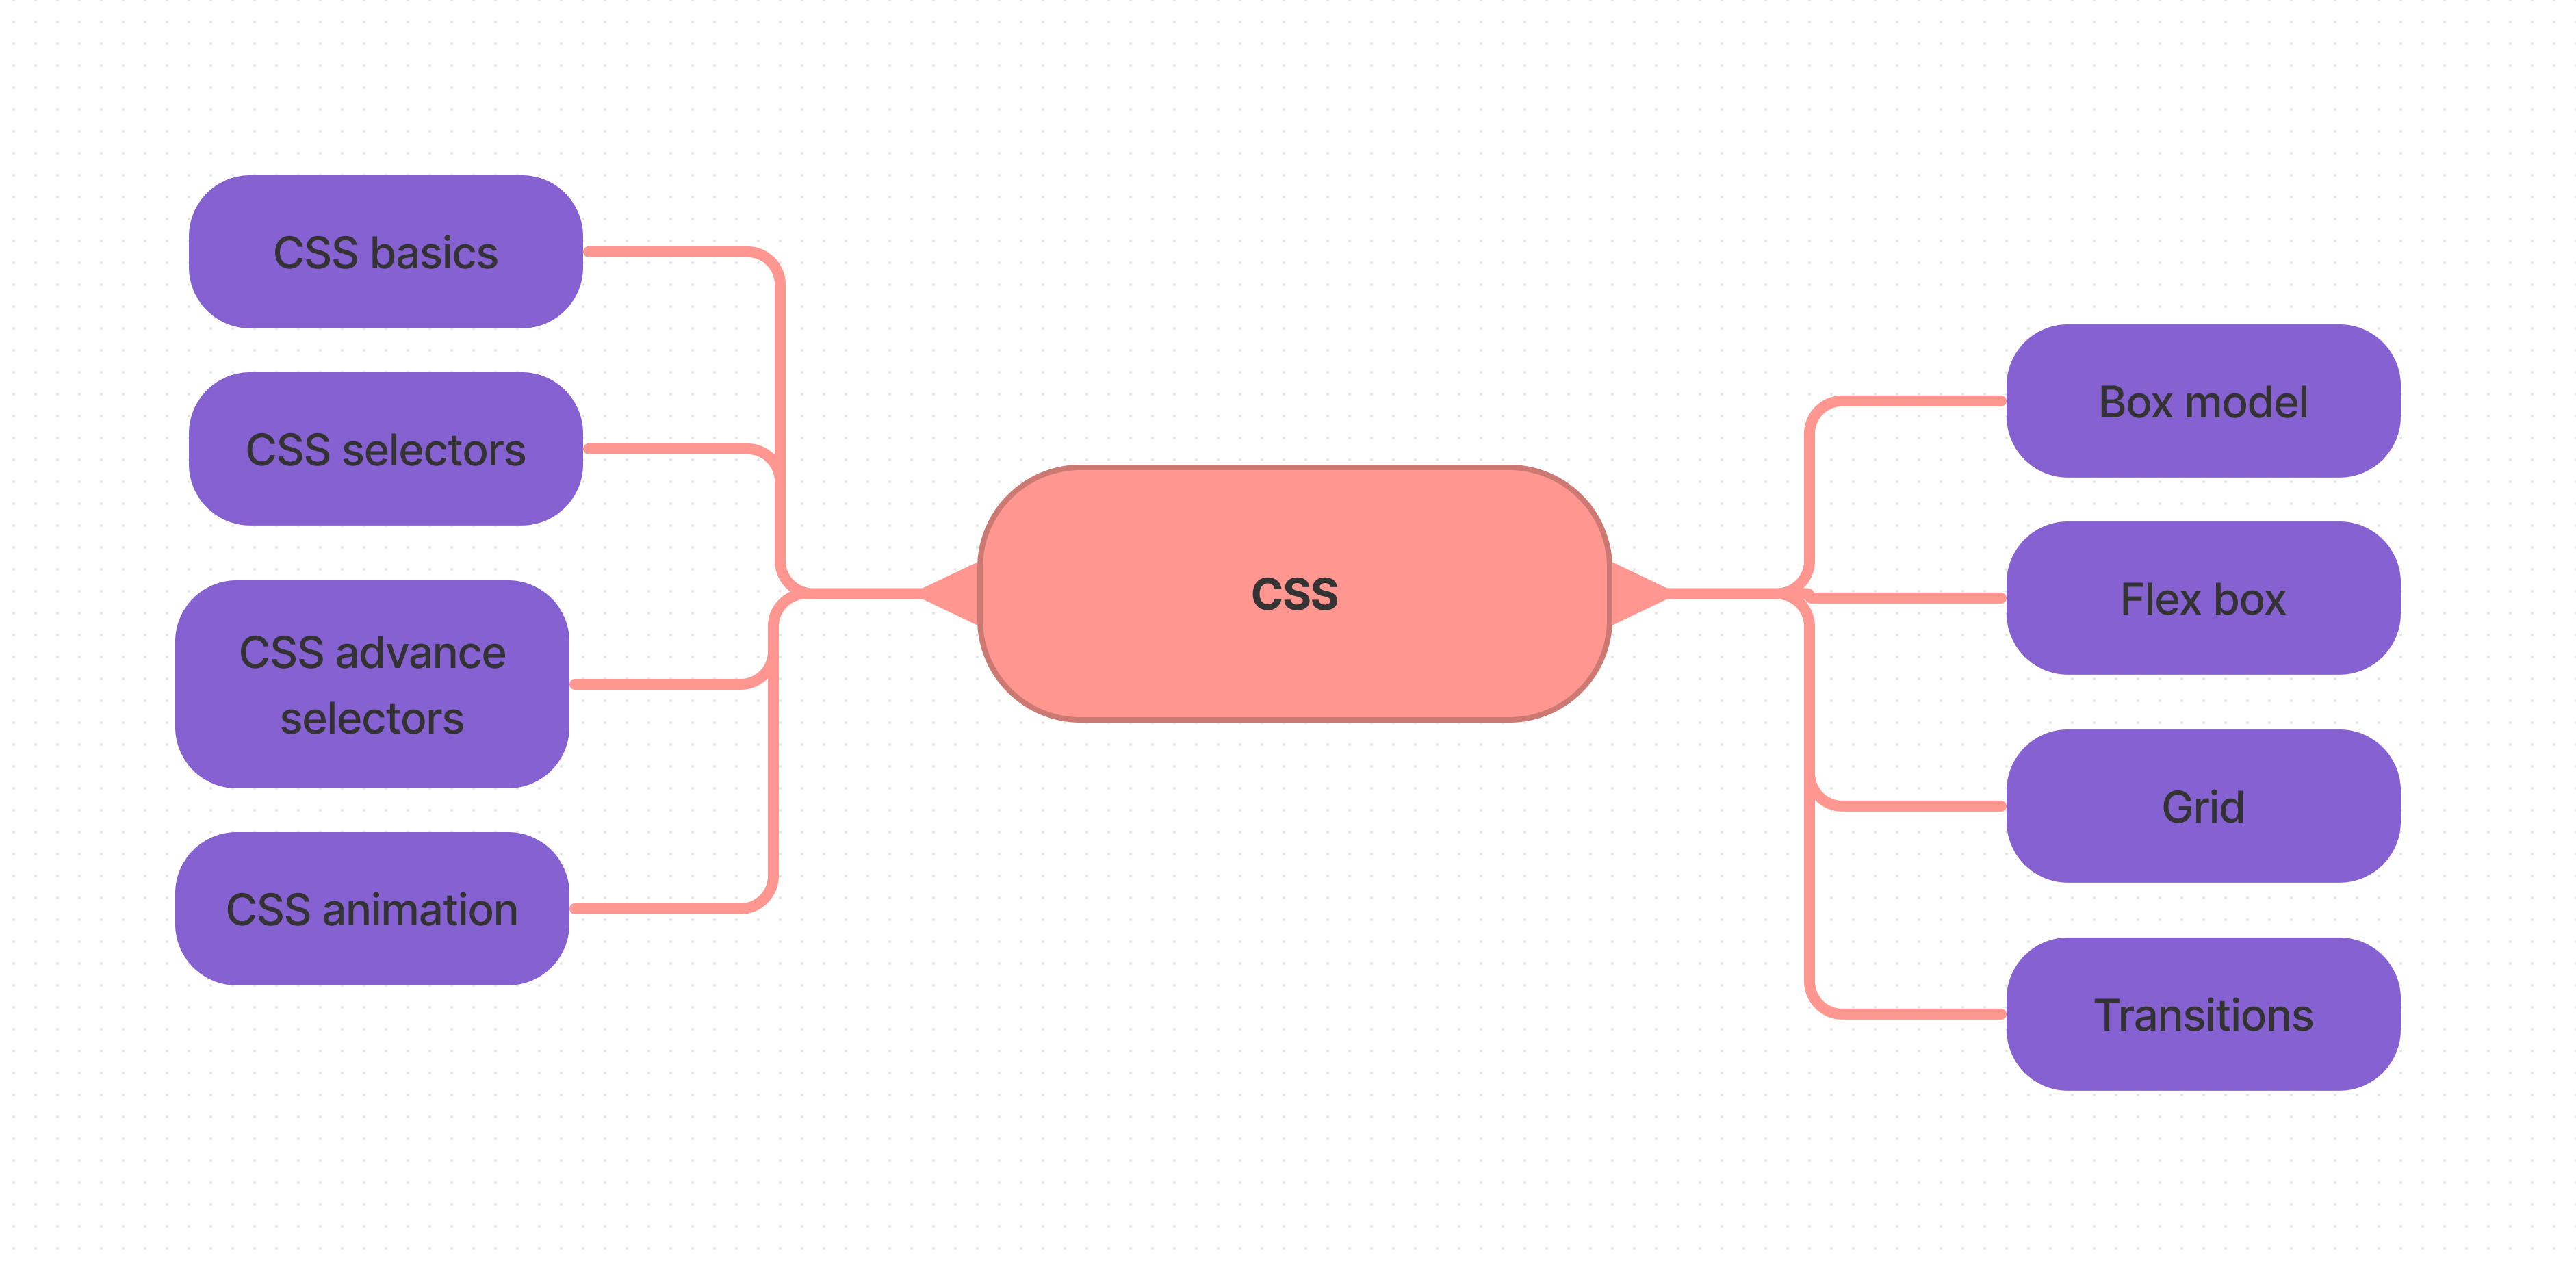 CSS basics
CSS selectors
CSS advance
selectors
CSS animation
CSS
Box model
Flex box
Grid
Transitions